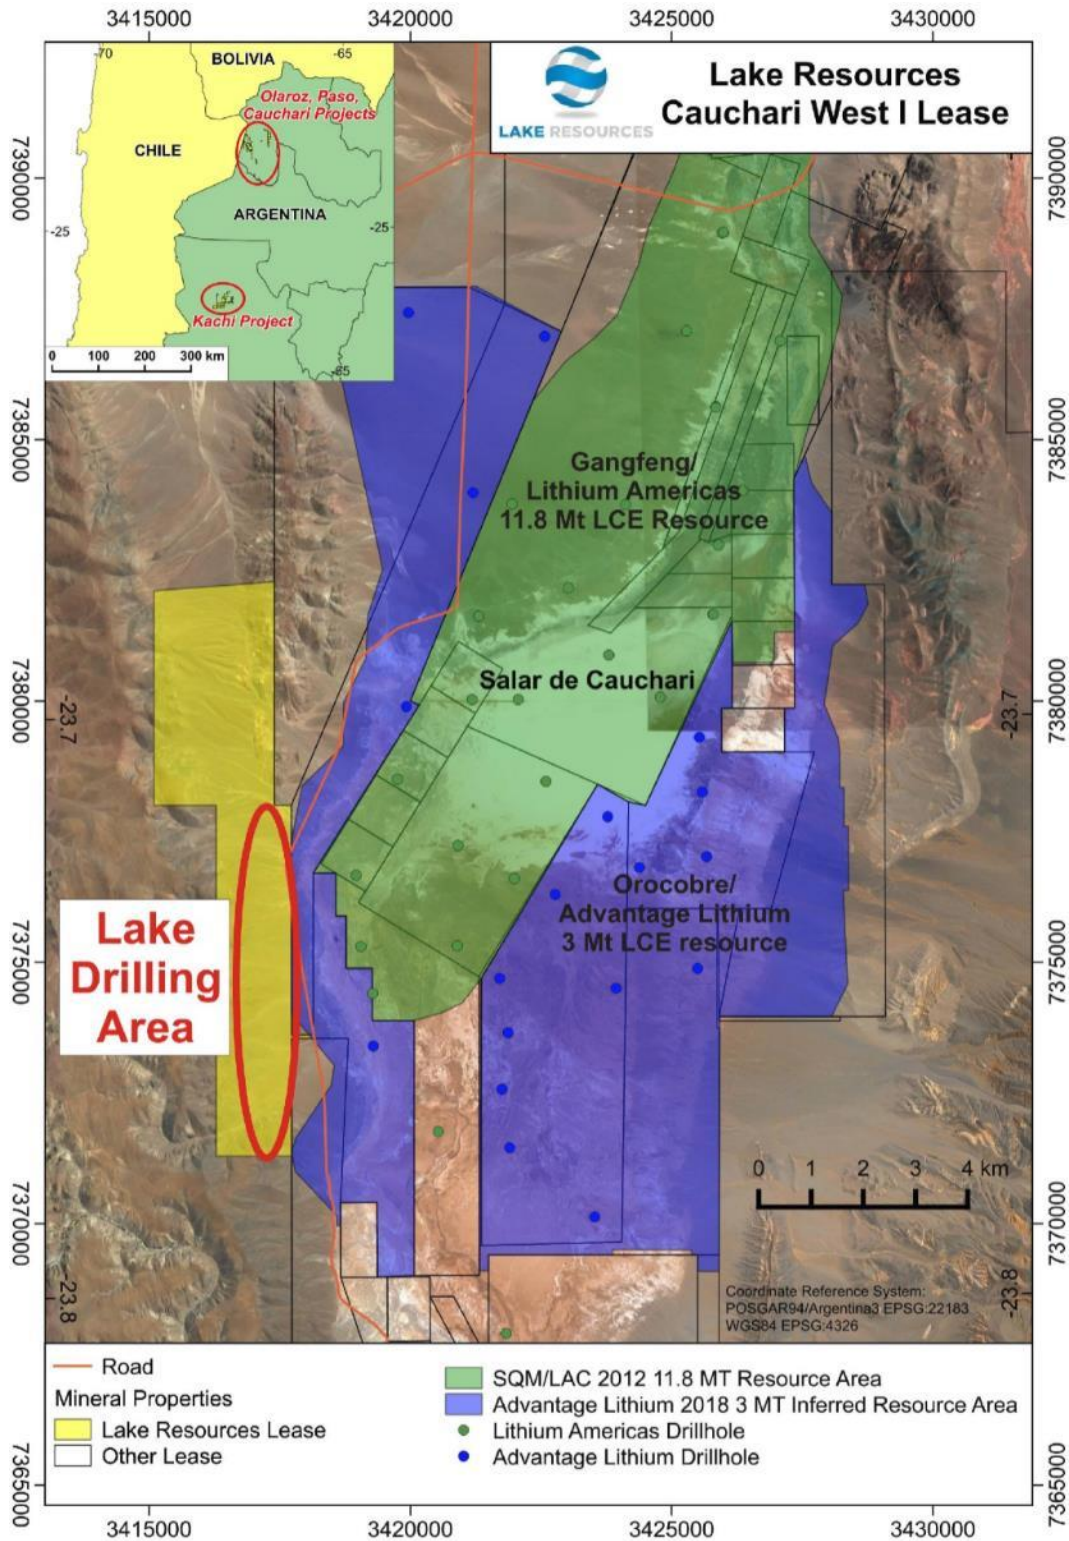 3415000
3420000
3425000
3430000
-70
-65
BOLIVIA
Olaroz, Paso,
Cauchari Projects
CHILE
ARGENTINA
-25
-25
Kachi Project
0 100 200 300 km
LAKE RESOURCES
Lake Resources
Cauchari West I Lease
7390000
7390000
7385000
7385000
Gangfeng/
Lithium Americas
11.8 Mt LCE Resource
Salar de Cauchari
7380000
-23.7
-23.7
7380000
Orocobre/
Advantage Lithium
3 Mt LCE resource
Lake
Drilling
Area
7375000
7375000
0 1 2 3 4 km
7370000
7370000
-23.8
-23.8
Coordinate Reference System:
POSGAR94/Argentina3 EPSG:22183
WGS84 EPSG:4326
Road
Mineral Properties
Lake Resources Lease
Other Lease
SQM/LAC 2012 11.8 MT Resource Area
Advantage Lithium 2018 3 MT Inferred Resource Area
Lithium Americas Drillhole
Advantage Lithium Drillhole
7365000
7365000
3415000
3420000
3425000
3430000